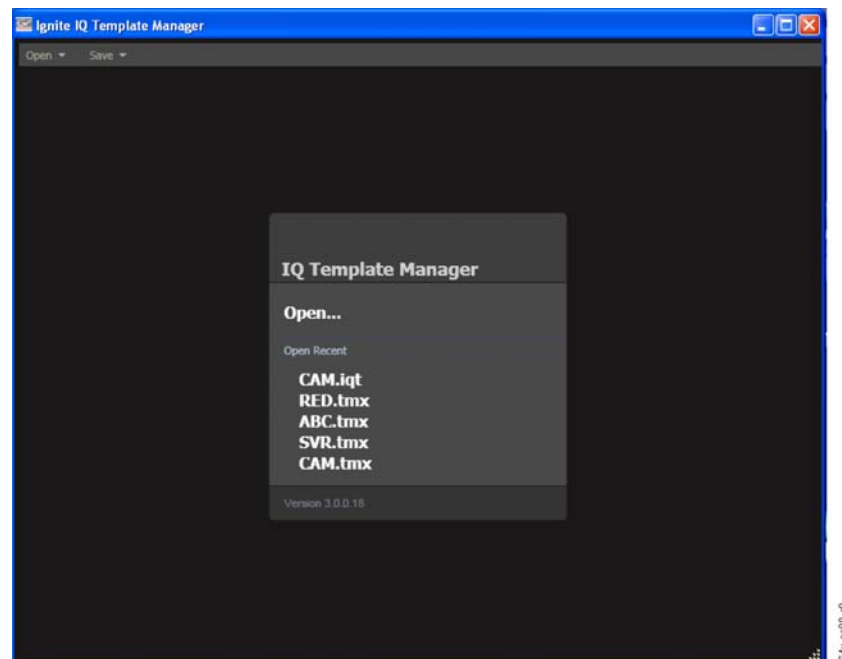 Ignite IQ Template Manager
Open Save
IQ Template Manager
Open...
Open Recent
CAM.iqt
RED.tmx
ABC.tmx
SVR.tmx
CAM.tmx
Version 3.0.0.16